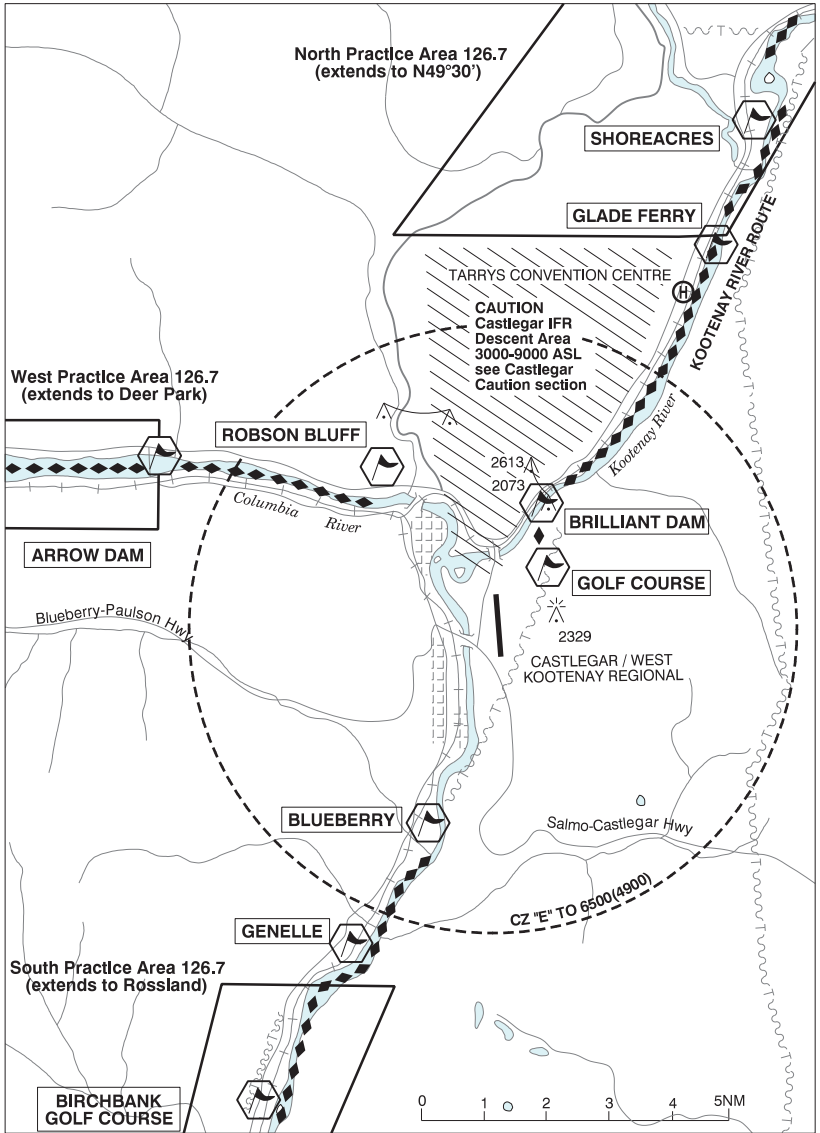 North Practice Area 126.7
(extends to N49°30')
SHOREACRES
GLADE FERRY
KOOTENAY RIVER ROUTE
TARRYS CONVENTION CENTRE
H
CAUTION
Castlegar IFR
Descent Area
3000-9000 ASL
see Castlegar
Caution section
West Practice Area 126.7
(extends to Deer Park)
ROBSON BLUFF
Kootenay River
2613
2073
Columbia River
BRILLIANT DAM
ARROW DAM
GOLF COURSE
Blueberry-Paulson Hwy
2329
CASTLEGAR / WEST
KOOTENAY REGIONAL
BLUEBERRY
Salmo-Castlegar Hwy
CZ "E" TO 6500(4900)
GENELLE
South Practice Area 126.7
(extends to Rossland)
BIRCHBANK
GOLF COURSE
0 1 2 3 4 5NM